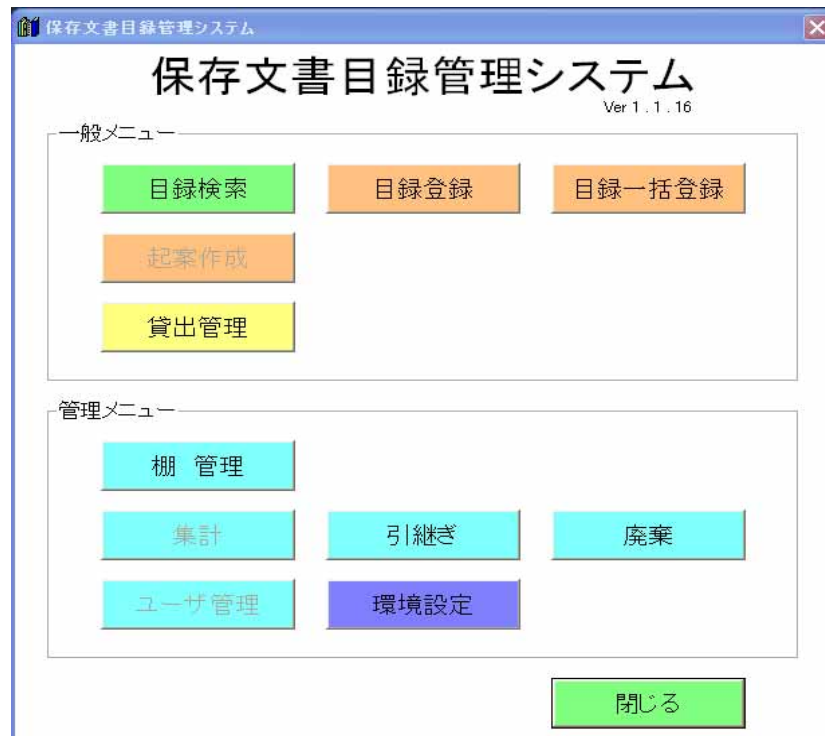 保存文書目録管理システム
保存文書目録管理システム
Ver 1 . 1 . 16
一般メニュー
目録検索 目録登録 目録一括登録
起案作成
貸出管理
管理メニュー
棚 管理
集計 引継ぎ 廃棄
ユーザ管理 環境設定
閉じる